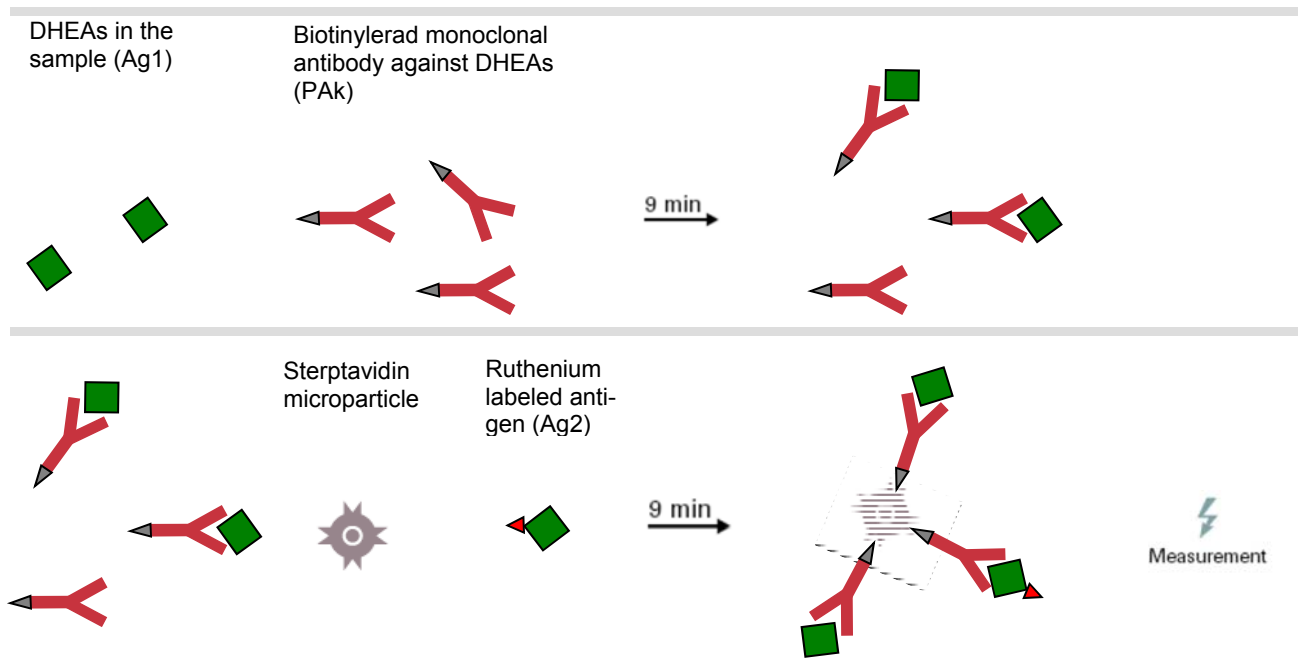 DHEAs in the
sample (Ag1)
Biotinylerad monoclonal
antibody against DHEAs
(PAk)
9 min
Sterptavidin
microparticle
Ruthenium
labeled anti-
gen (Ag2)
9 min
Measurement